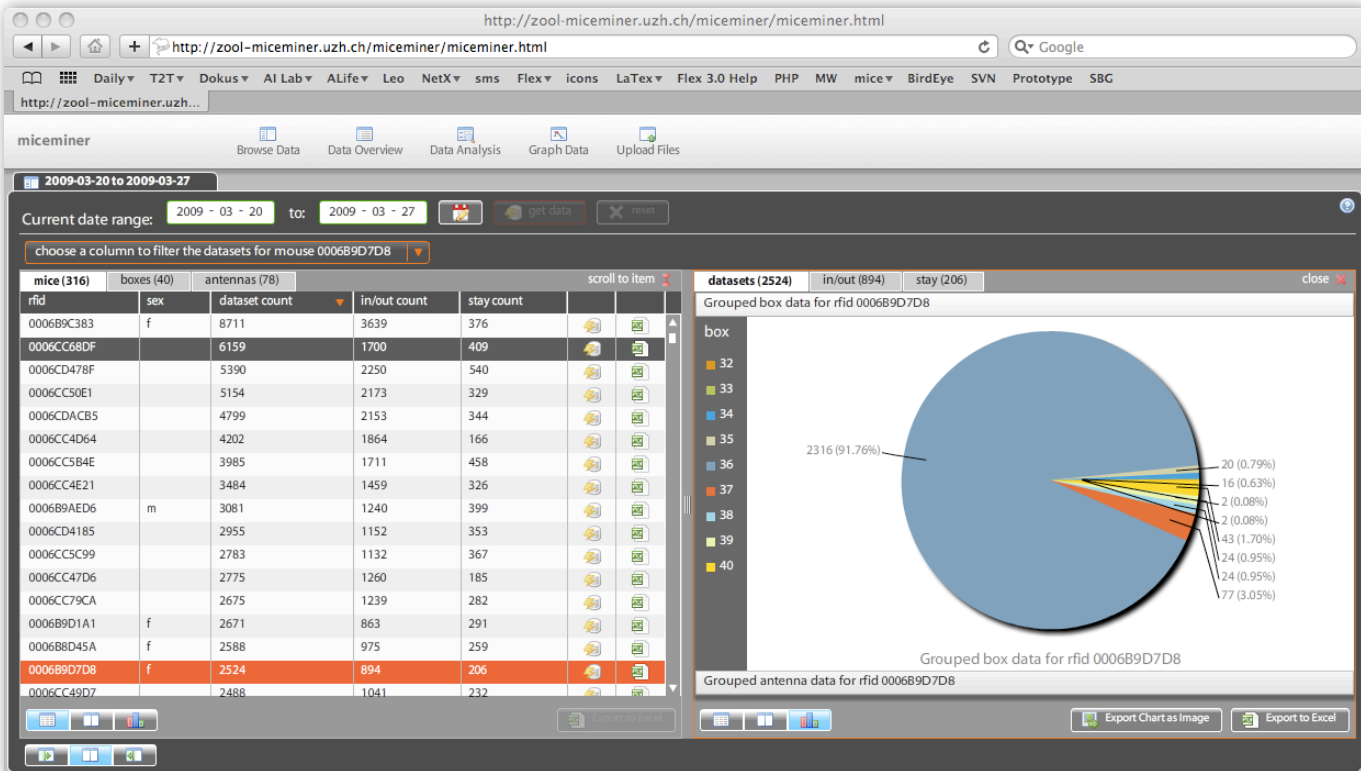 http://zool-miceminer.uzh.ch/miceminer/miceminer.html
http://zool-miceminer.uzh.ch/miceminer/miceminer.html
Google
Daily T2T Dokus AI Lab ALife Leo NetX sms Flex icons LaTex Flex 3.0 Help PHP MW mice BirdEye SVN Prototype SBG
http://zool-miceminer.uzh...
miceminer
Browse Data Data Overview Data Analysis Graph Data Upload Files
2009-03-20 to 2009-03-27
Current date range: 2009 - 03 - 20 to: 2009 - 03 - 27 get data reset
choose a column to filter the datasets for mouse 0006B9D7D8
mice (316) boxes (40) antennas (78) scroll to item
rfid sex dataset count in/out count stay count
0006B9C383 f 8711 3639 376
0006CC68DF 6159 1700 409
0006CD478F 5390 2250 540
0006CC50E1 5154 2173 329
0006CDACB5 4799 2153 344
0006CC4D64 4202 1864 166
0006CC5B4E 3985 1711 458
0006CC4E21 3484 1459 326
0006B9AED6 m 3081 1240 399
0006CD4185 2955 1152 353
0006CC5C99 2783 1132 367
0006CC47D6 2775 1260 185
0006CC79CA 2675 1239 282
0006B9D1A1 f 2671 863 291
0006B8D45A f 2588 975 259
0006B9D7D8 f 2524 894 206
0006CC49D7 2488 1041 232
Export to Excel
datasets (2524) in/out (894) stay (206) close
Grouped box data for rfid 0006B9D7D8
box
32
33
34
35
36
37
38
39
40
2316 (91.76%)
20 (0.79%)
16 (0.63%)
2 (0.08%)
2 (0.08%)
43 (1.70%)
24 (0.95%)
24 (0.95%)
77 (3.05%)
Grouped box data for rfid 0006B9D7D8
Grouped antenna data for rfid 0006B9D7D8
Export Chart as Image Export to Excel